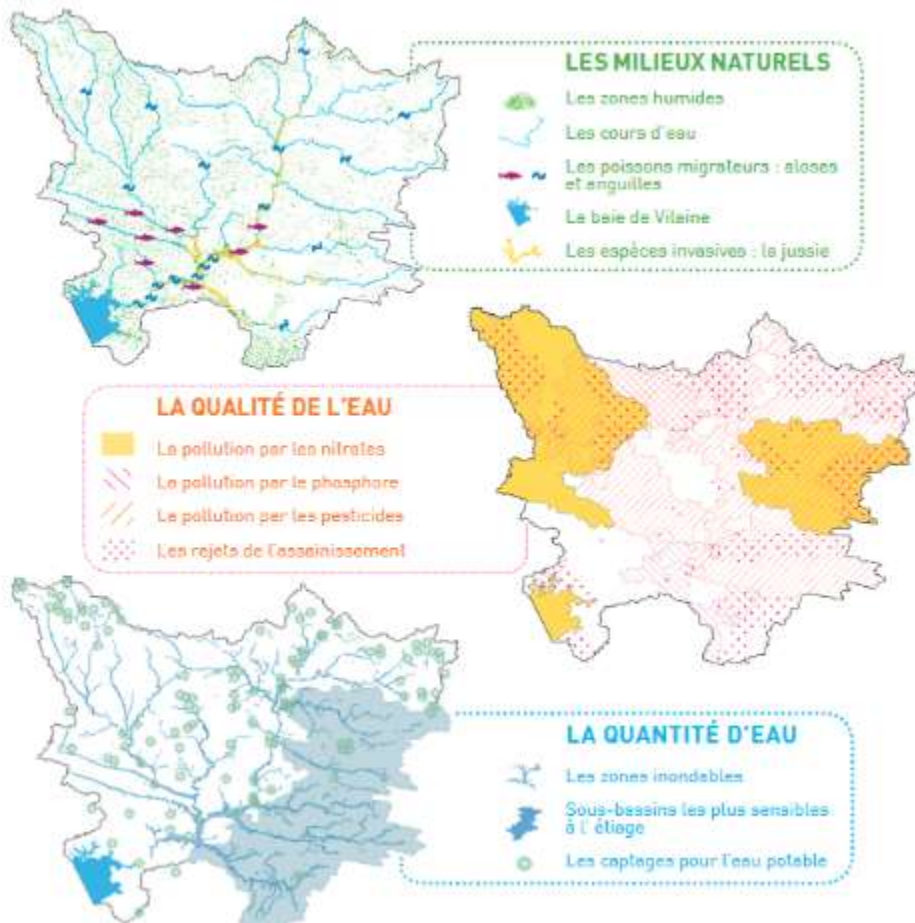 LES MILIEUX NATURELS
Les zones humides
Les cours d'eau
Les poissons migrateurs : aloses
et anguilles
La baie de Vilaine
Les espèces invasives : la jussie
LA QUALITÉ DE L'EAU
La pollution par les nitrates
La pollution par le phosphore
La pollution par les pesticides
Les rejets de l'assainissement
LA QUANTITÉ D'EAU
Les zones inondables
Sous-bassins les plus sensibles
à l' étiage
Les captages pour l'eau potable